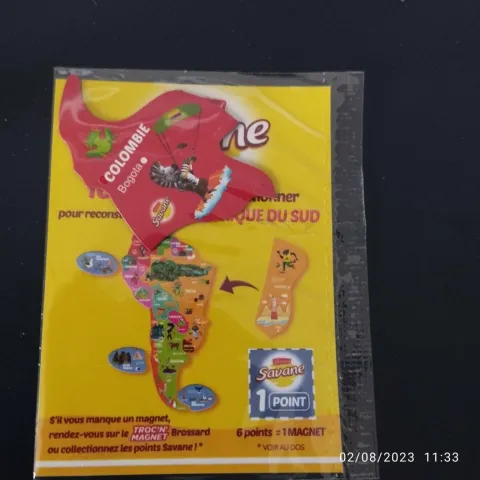 ne
COLOMBIE
Bogota
Savane
ionner
pour reconst
IQUE DU SUD
Savane
1 POINT
S'il vous manque un magnet,
rendez-vous sur le TROC'N' MAGNET Brossard
ou collectionnez les points Savane ! *
6 points = 1 MAGNET
* VOIR AU DOS
02/08/2023 11:33